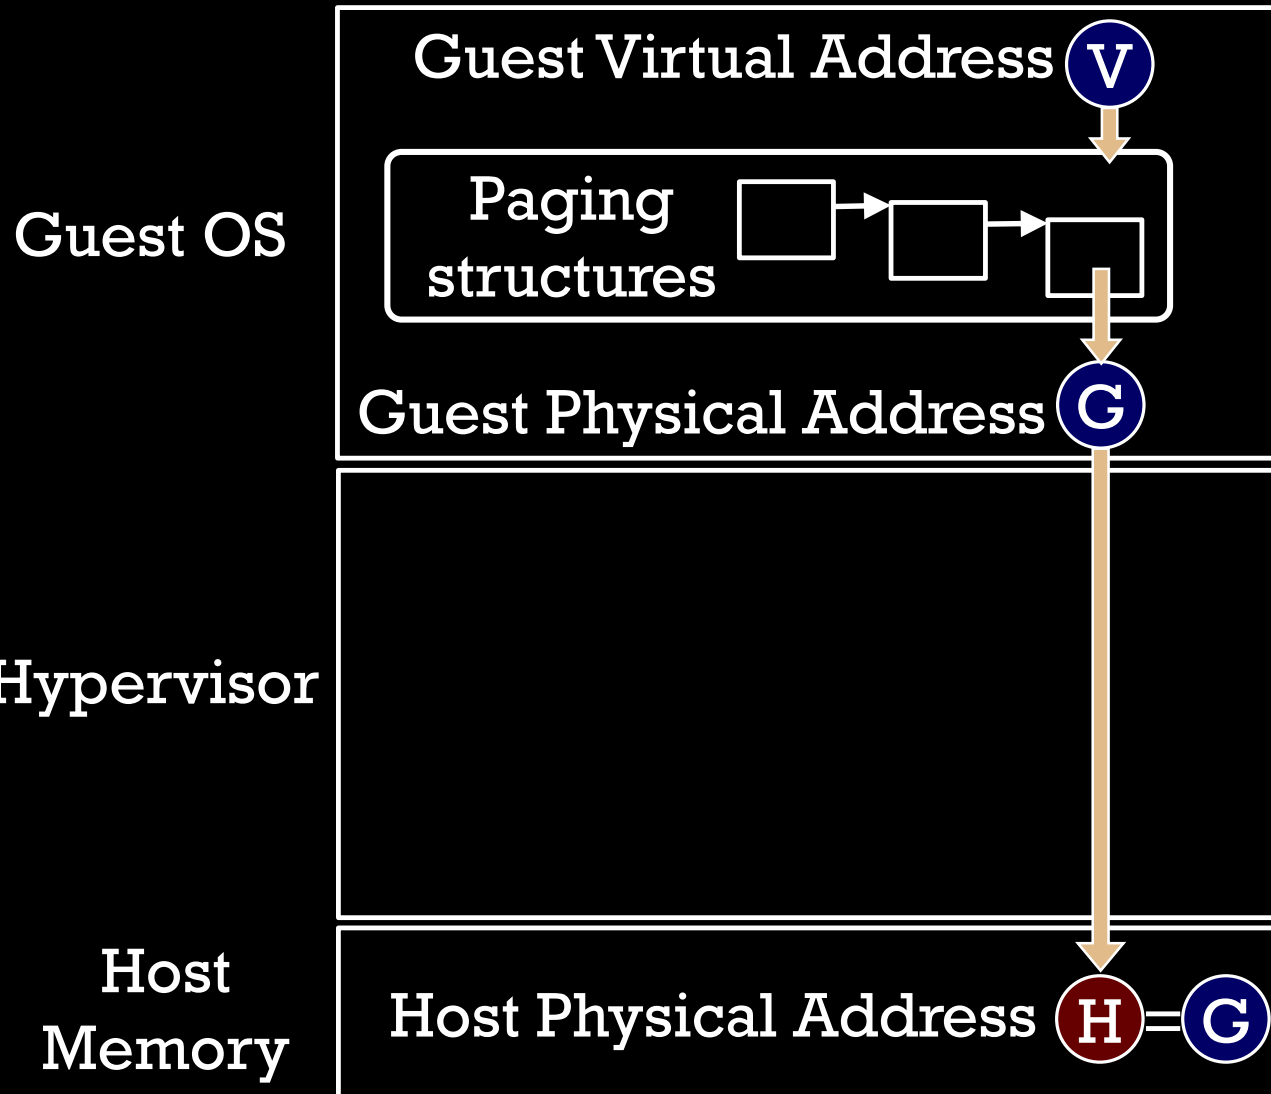 Guest Virtual Address V
Guest OS
Paging
structures
Guest Physical Address G
Hypervisor
Host
Memory
Host Physical Address H = G